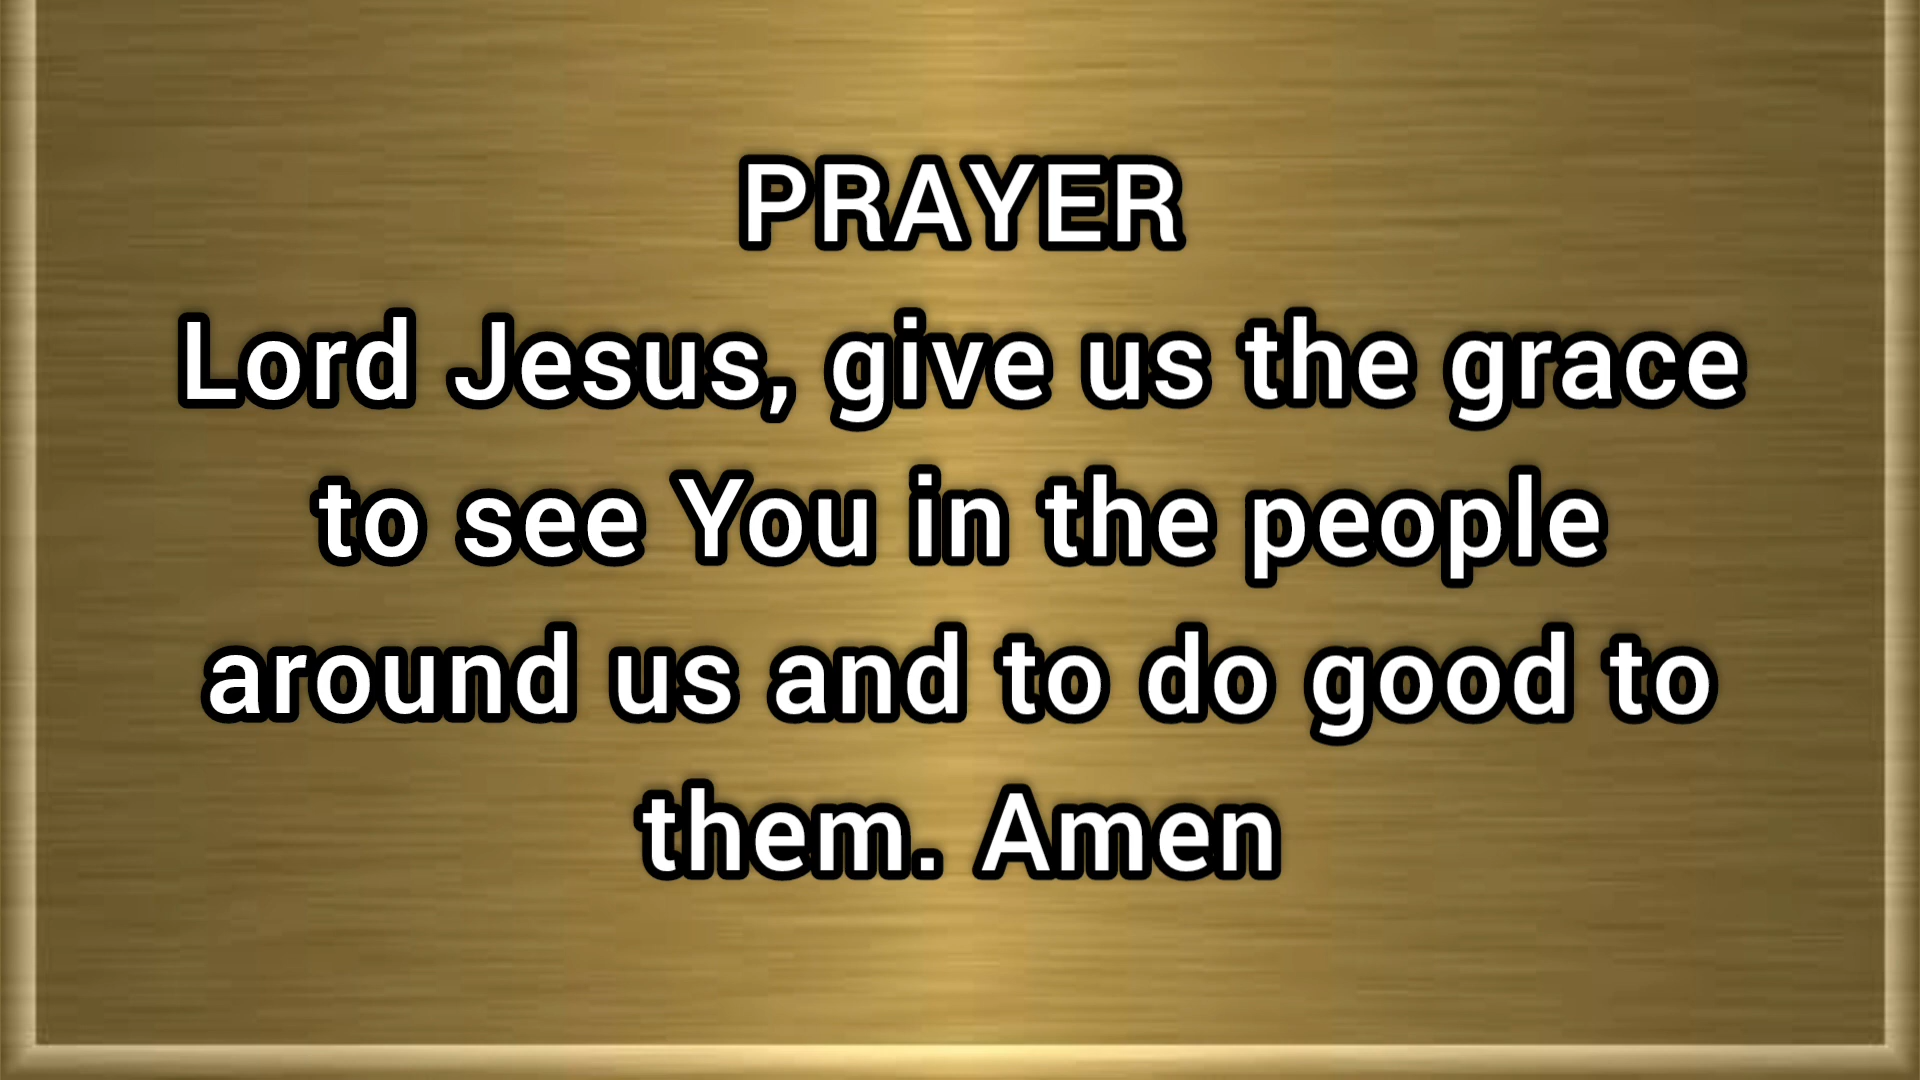 PRAYER
Lord Jesus, give us the grace
to see You in the people
around us and to do good to
them. Amen